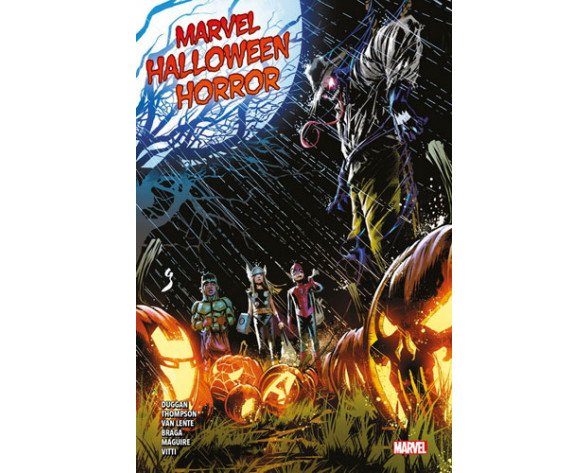 MARVEL
HALLOWEEN
HORROR
DUGGAN
THOMPSON
VAN LENTE
BRAGA
MAGUIRE
VITTI
MARVEL